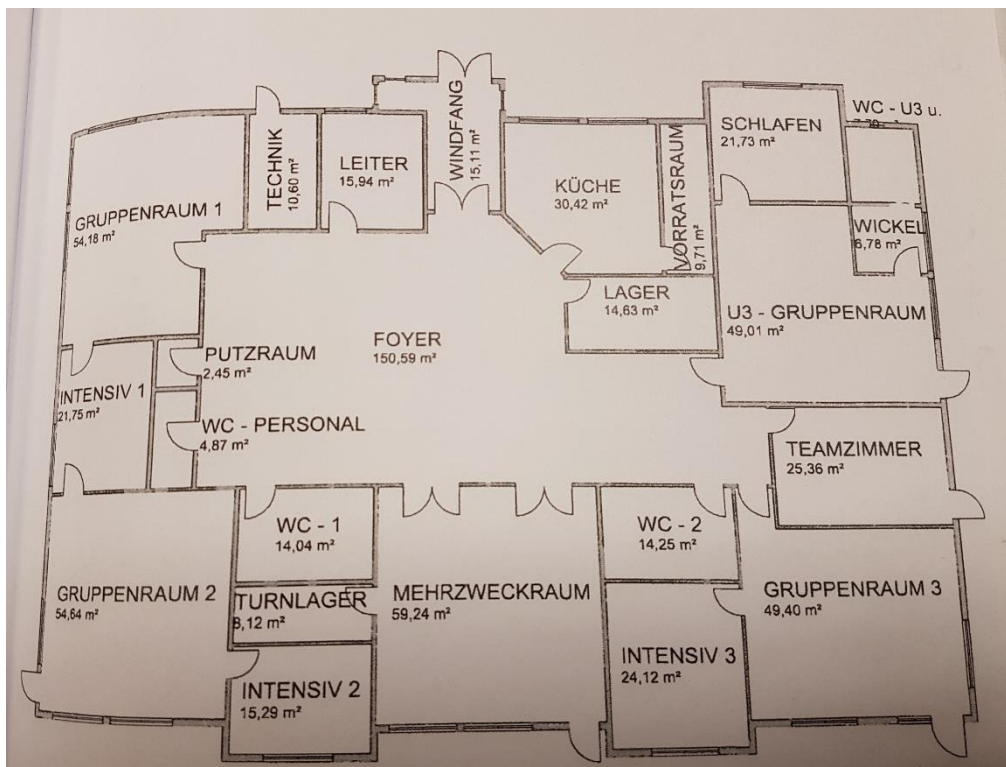 WC - U3 u.
SCHLAFEN
21,73 m²
WINDFANG
15,11 m²
TECHNIK
10,60 m²
LEITER
15,94 m²
KÜCHE
30,42 m²
VORRATSRAUM
9,71 m²
GRUPPENRAUM 1
54,18 m²
WICKEL
6,78 m²
LAGER
14,63 m²
U3 - GRUPPENRAUM
49,01 m²
FOYER
150,59 m²
PUTZRAUM
2,45 m²
INTENSIV 1
21,75 m²
WC - PERSONAL
4,87 m²
TEAMZIMMER
25,36 m²
WC - 1
14,04 m²
WC - 2
14,25 m²
GRUPPENRAUM 2
54,64 m²
TURNLAGER
8,12 m²
MEHRZWECKRAUM
59,24 m²
GRUPPENRAUM 3
49,40 m²
INTENSIV 3
24,12 m²
INTENSIV 2
15,29 m²